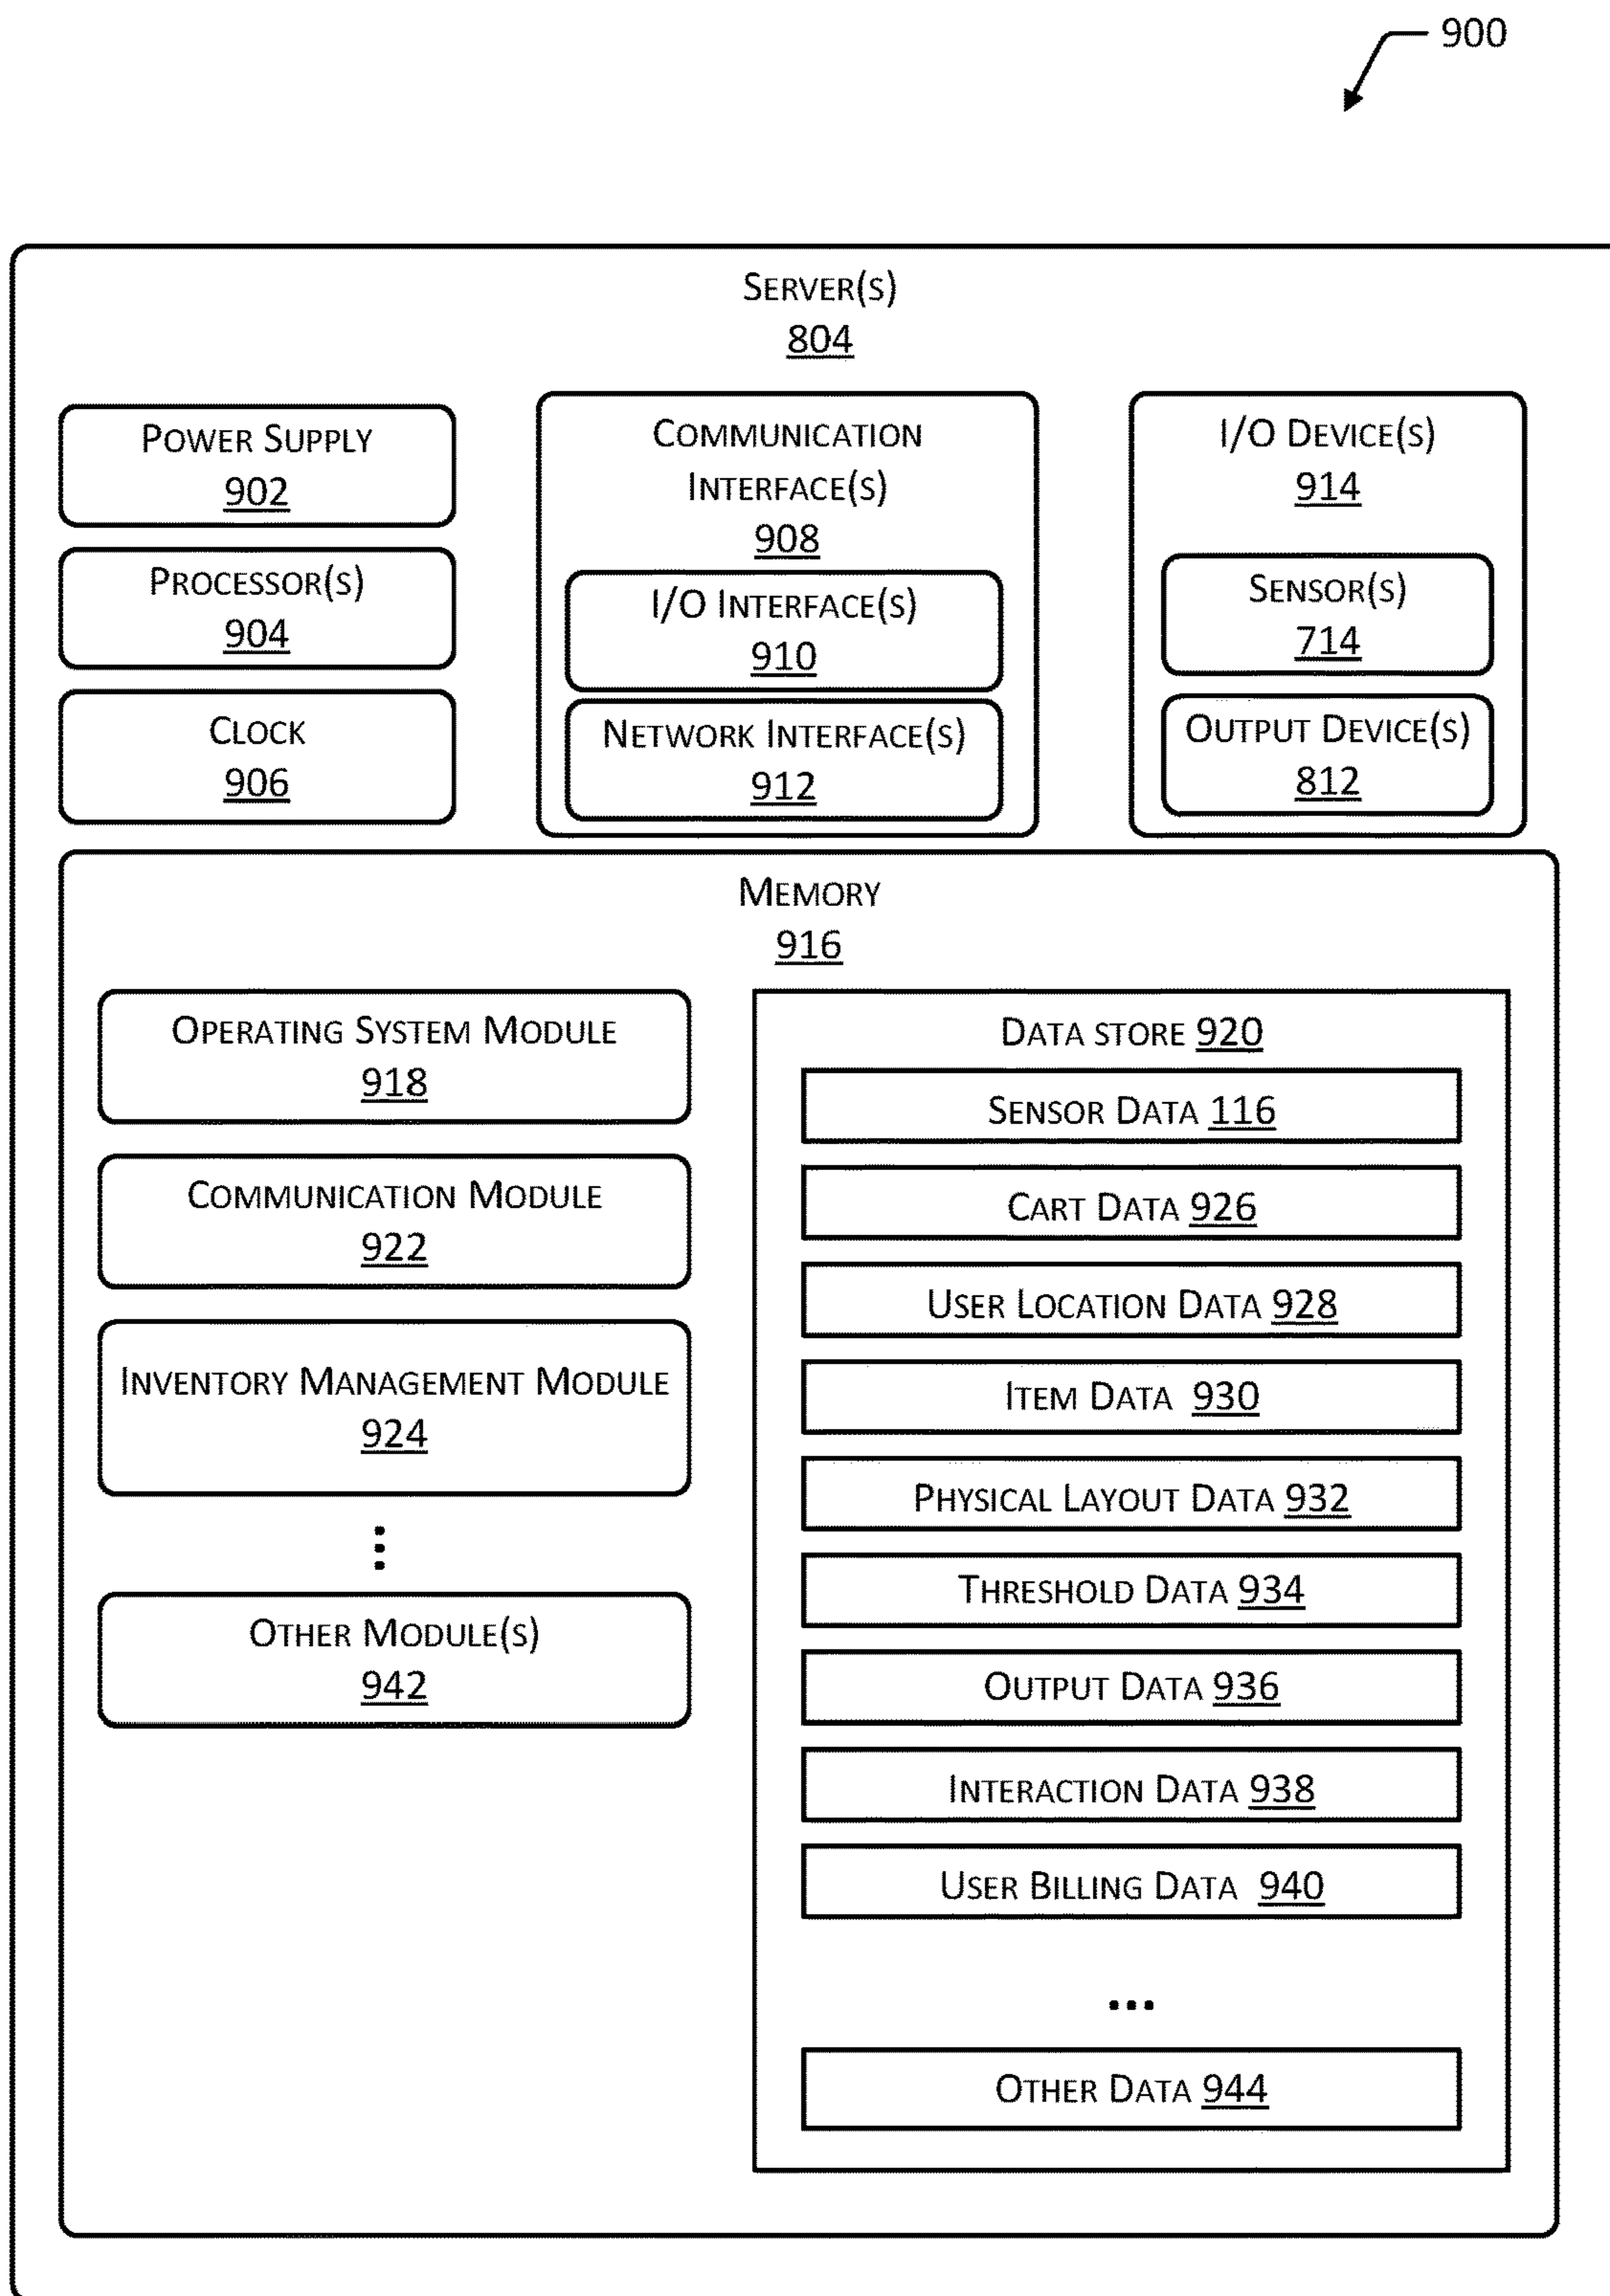 900
SERVER(S)
804
POWER SUPPLY
902
PROCESSOR(S)
904
CLOCK
906
COMMUNICATION
INTERFACE(S)
908
I/O INTERFACE(S)
910
NETWORK INTERFACE(S)
912
I/O DEVICE(S)
914
SENSOR(S)
714
OUTPUT DEVICE(S)
812
MEMORY
916
OPERATING SYSTEM MODULE
918
COMMUNICATION MODULE
922
INVENTORY MANAGEMENT MODULE
924
⋮
OTHER MODULE(S)
942
DATA STORE 920
SENSOR DATA 116
CART DATA 926
USER LOCATION DATA 928
ITEM DATA 930
PHYSICAL LAYOUT DATA 932
THRESHOLD DATA 934
OUTPUT DATA 936
INTERACTION DATA 938
USER BILLING DATA 940
...
OTHER DATA 944